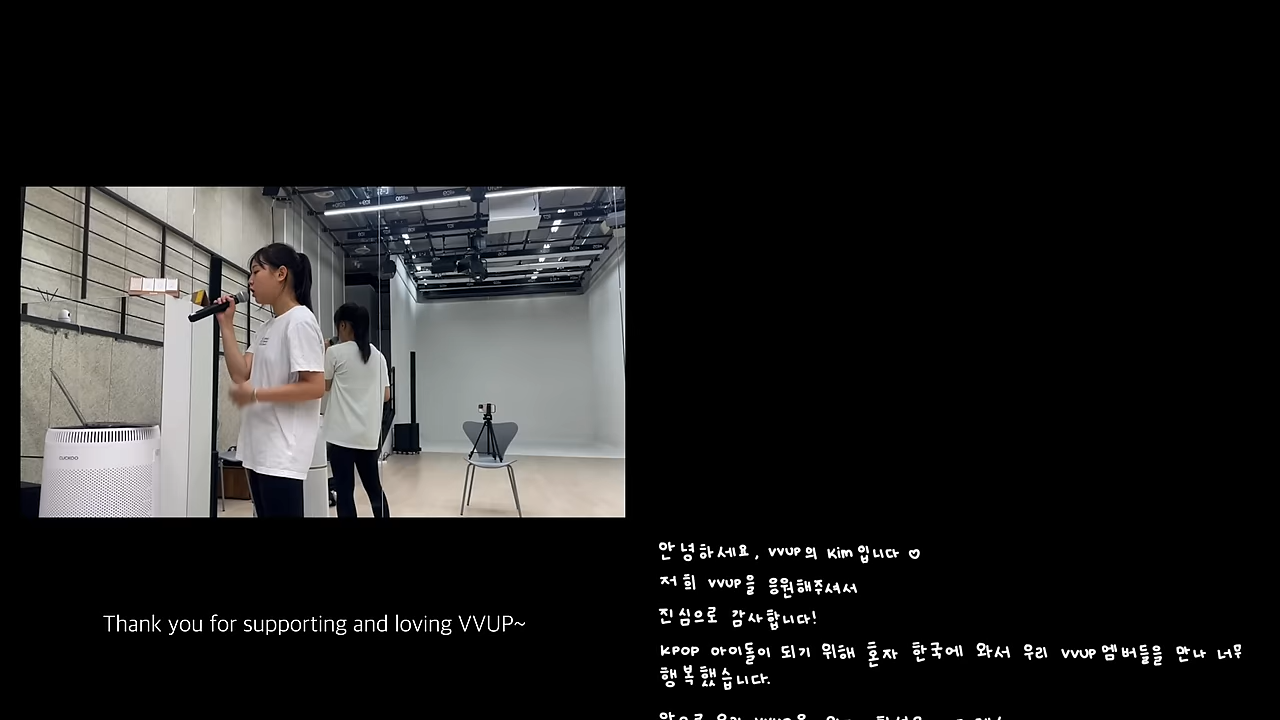 CUCKOO
Thank you for supporting and loving VVUP~
안녕하세요, VVUP의 Kim입니다 ♡
저희 VVUP을 응원해주셔서
진심으로 감사합니다!
KPOP 아이돌이 되기 위해 혼자 한국에 와서 우리 VVUP 멤버들을 만나 너무
행복했습니다.